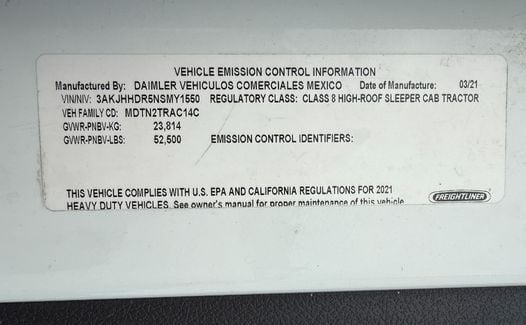 VEHICLE EMISSION CONTROL INFORMATION
Manufactured By: DAIMLER VEHICULOS COMERCIALES MEXICO Date of Manufacture: 03/21
VIN/NIV: 3AKJHHDR5NSMY1550 REGULATORY CLASS: CLASS 8 HIGH-ROOF SLEEPER CAB TRACTOR
VEH FAMILY CD: MDTN2TRAC14C
GVWR-PNBV-KG: 23,814
GVWR-PNBV-LBS: 52,500 EMISSION CONTROL IDENTIFIERS:
THIS VEHICLE COMPLIES WITH U.S. EPA AND CALIFORNIA REGULATIONS FOR 2021
HEAVY DUTY VEHICLES. See owner's manual for proper maintenance of this vehicle
FREIGHTLINER